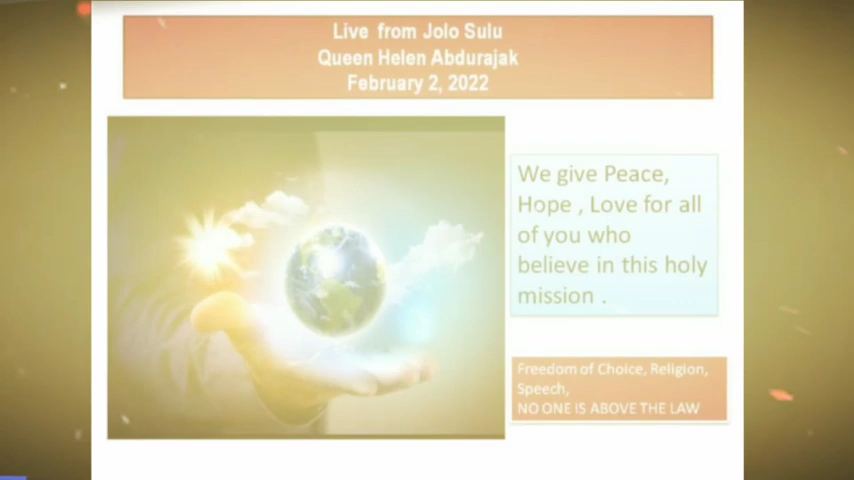 Live from Jolo Sulu
Queen Helen Abdurajak
February 2, 2022
We give Peace,
Hope , Love for all
of you who
believe in this holy
mission .
Freedom of Choice, Religion,
Speech,
NO ONE IS ABOVE THE LAW